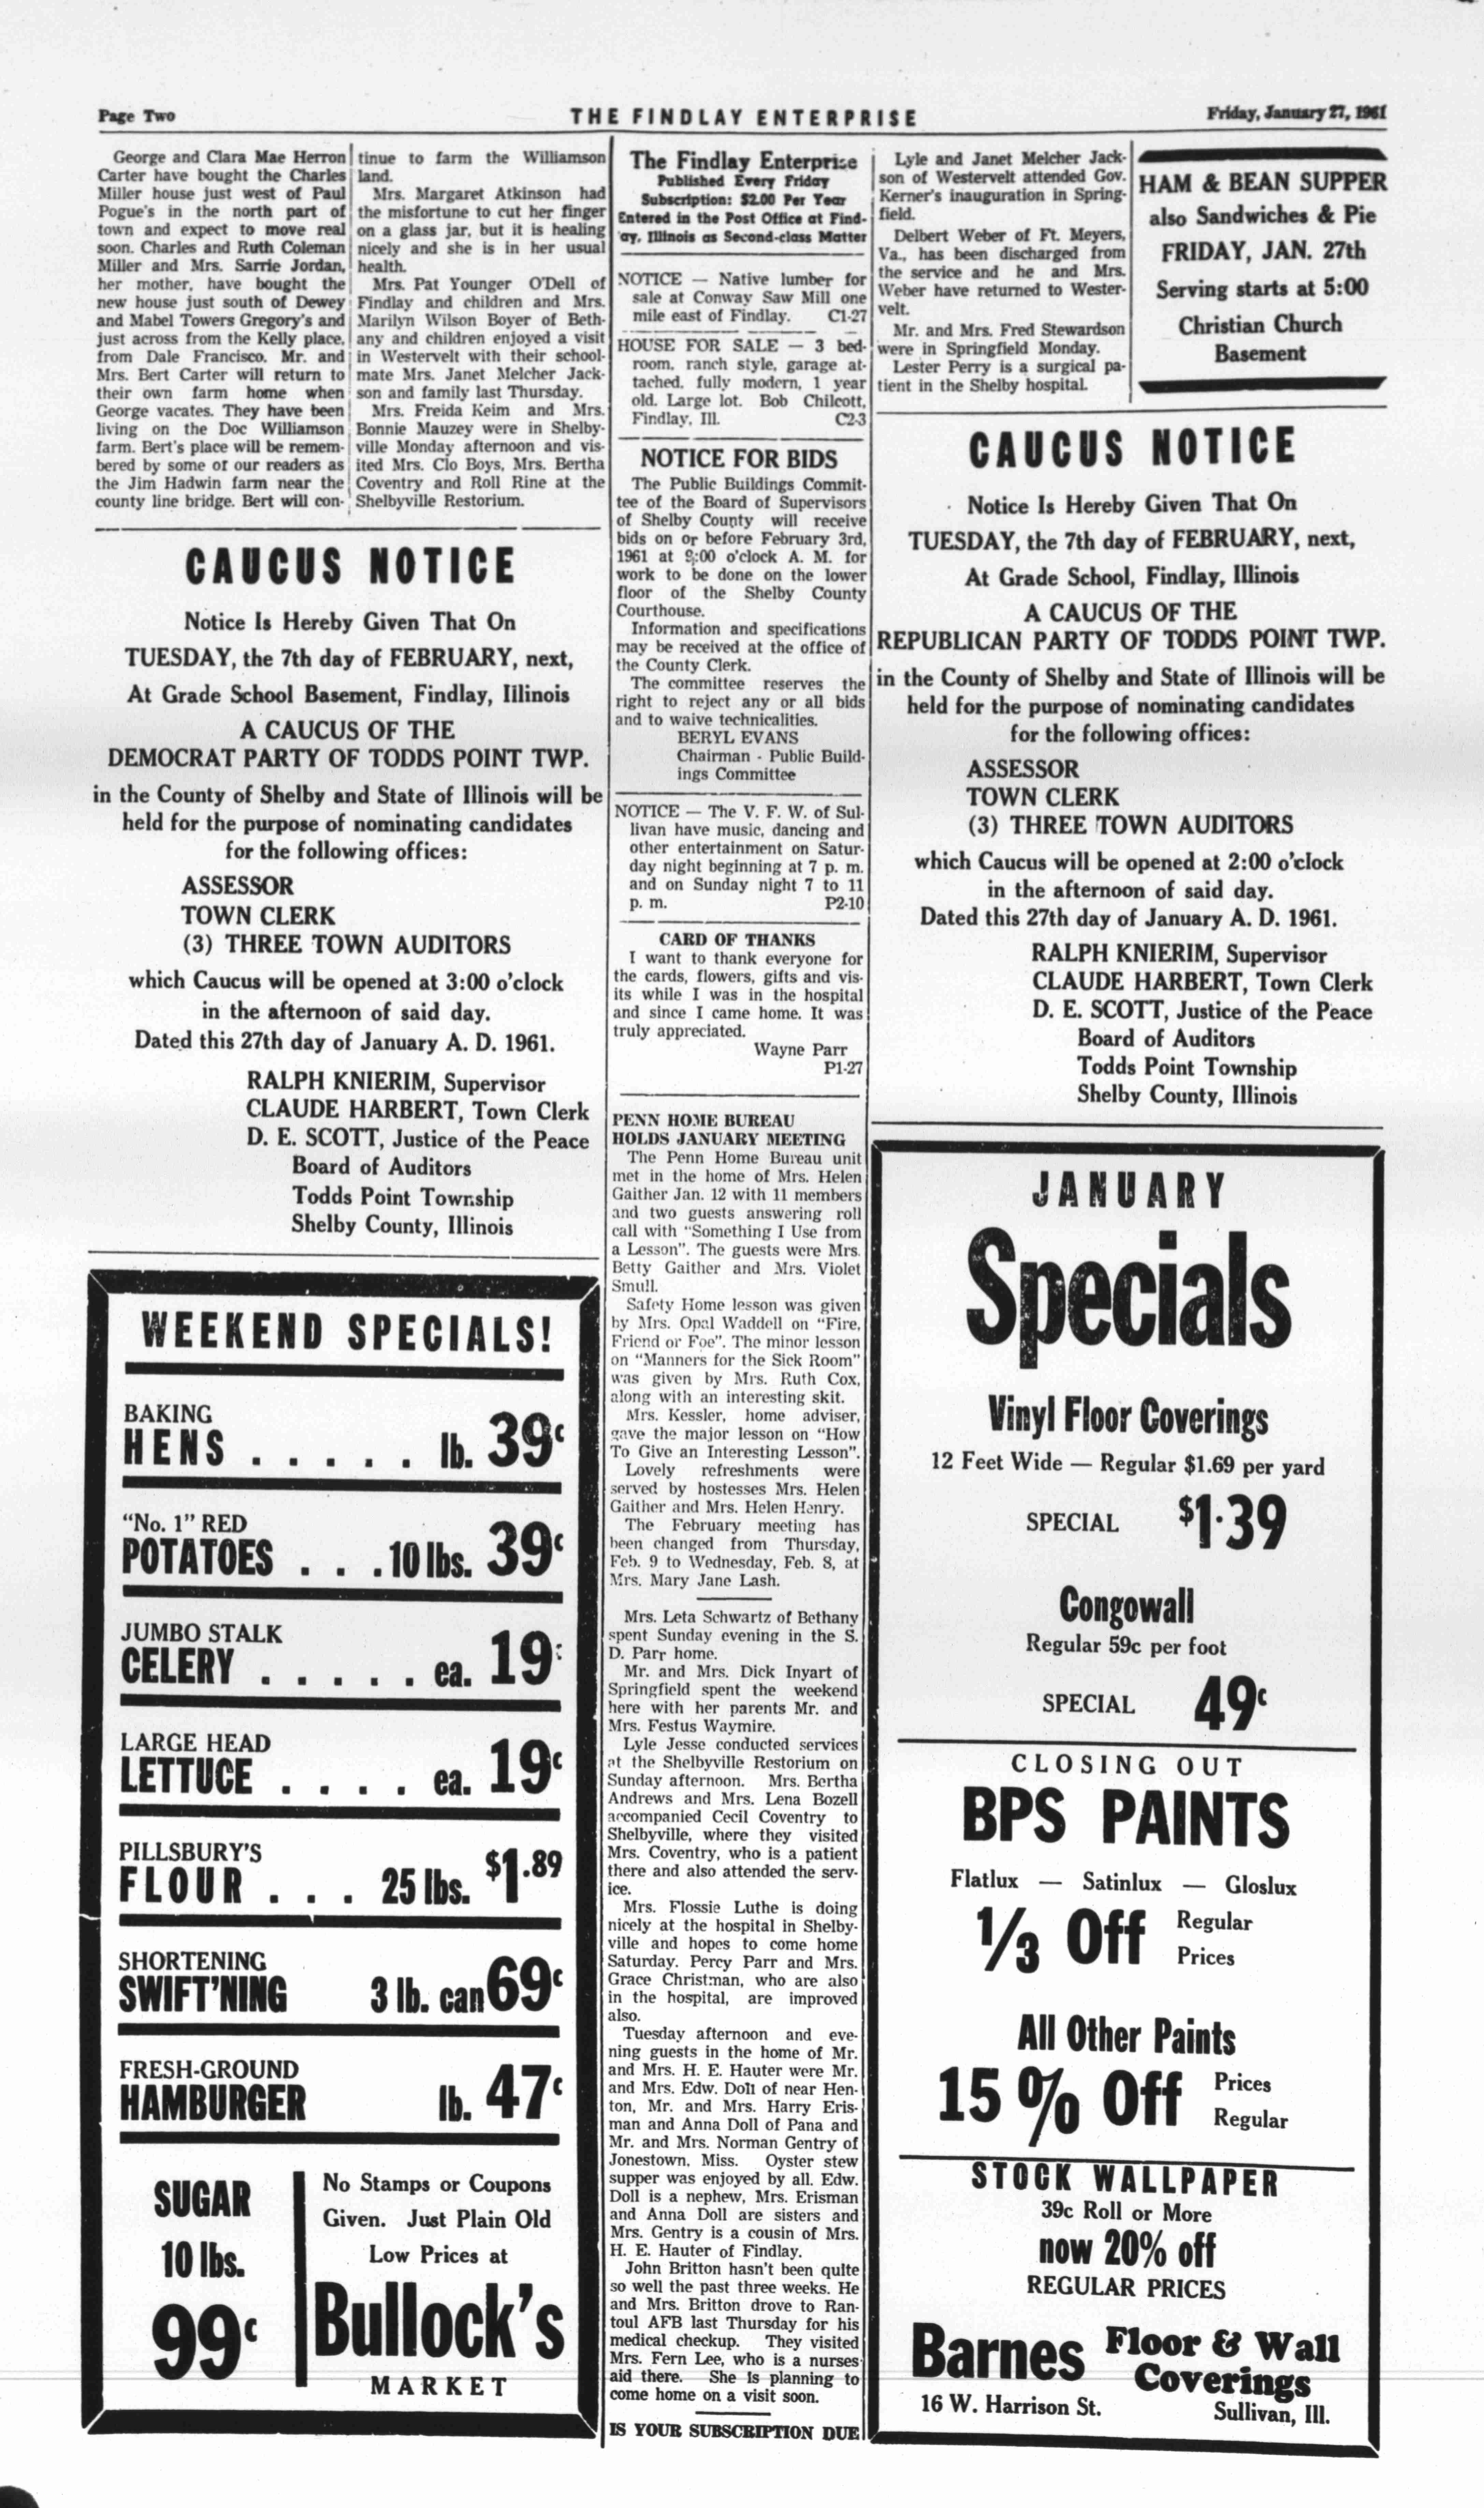 Page Two
THE FINDLAY ENTERPRISE
Friday, January 27, 1961
George and Clara Mae Herron
Carter have bought the Charles
Miller house just west of Paul
Pogue's in the north part of
town and expect to move real
soon. Charles and Ruth Coleman
Miller and Mrs. Sarrie Jordan,
her mother, have bought the
new house just south of Dewey
and Mabel Towers Gregory's and
just across from the Kelly place,
from Dale Francisco. Mr. and
Mrs. Bert Carter will return to
their own farm home when
George vacates. They have been
living on the Doc Williamson
farm. Bert's place will be remem-
bered by some of our readers as
the Jim Hadwin farm near the
county line bridge. Bert will con-
tinue to farm the Williamson
land.
Mrs. Margaret Atkinson had
the misfortune to cut her finger
on a glass jar, but it is healing
nicely and she is in her usual
health.
Mrs. Pat Younger O'Dell of
Findlay and children and Mrs.
Marilyn Wilson Boyer of Beth-
any and children enjoyed a visit
in Westervelt with their school-
mate Mrs. Janet Melcher Jack-
son and family last Thursday.
Mrs. Freida Keim and Mrs.
Bonnie Mauzey were in Shelby-
ville Monday afternoon and vis-
ited Mrs. Clo Boys, Mrs. Bertha
Coventry and Roll Rine at the
Shelbyville Restorium.
CAUCUS NOTICE
Notice Is Hereby Given That On
TUESDAY, the 7th day of FEBRUARY, next,
At Grade School Basement, Findlay, Illinois
A CAUCUS OF THE
DEMOCRAT PARTY OF TODDS POINT TWP.
in the County of Shelby and State of Illinois will be
held for the purpose of nominating candidates
for the following offices:
ASSESSOR
TOWN CLERK
(3) THREE TOWN AUDITORS
which Caucus will be opened at 3:00 o'clock
in the afternoon of said day.
Dated this 27th day of January A. D. 1961.
RALPH KNIERIM, Supervisor
CLAUDE HARBERT, Town Clerk
D. E. SCOTT, Justice of the Peace
Board of Auditors
Todds Point Township
Shelby County, Illinois
WEEKEND SPECIALS!
BAKING
HENS . . . . . . lb. 39c
"No. 1" RED
POTATOES . . . 10 lbs. 39c
JUMBO STALK
CELERY . . . . . ea. 19c
LARGE HEAD
LETTUCE . . . . ea. 19c
PILLSBURY'S
FLOUR . . . 25 lbs. $1.89
SHORTENING
SWIFT'NING 3 lb. can 69c
FRESH-GROUND
HAMBURGER lb. 47c
SUGAR
10 lbs.
99c
No Stamps or Coupons
Given. Just Plain Old
Low Prices at
Bullock's
MARKET
The Findlay Enterprise
Published Every Friday
Subscription: $2.00 Per Year
Entered in the Post Office at Find-
'ay, Illinois as Second-class Matter
NOTICE — Native lumber for
sale at Conway Saw Mill one
mile east of Findlay. C1-27
HOUSE FOR SALE — 3 bed-
room, ranch style, garage at-
tached, fully modern, 1 year
old. Large lot. Bob Chilcott,
Findlay, Ill. C2-3
NOTICE FOR BIDS
The Public Buildings Commit-
tee of the Board of Supervisors
of Shelby County will receive
bids on or before February 3rd,
1961 at 9:00 o'clock A. M. for
work to be done on the lower
floor of the Shelby County
Courthouse.
Information and specifications
may be received at the office of
the County Clerk.
The committee reserves the
right to reject any or all bids
and to waive technicalities.
BERYL EVANS
Chairman - Public Build-
ings Committee
NOTICE — The V. F. W. of Sul-
livan have music, dancing and
other entertainment on Satur-
day night beginning at 7 p. m.
and on Sunday night 7 to 11
p. m. P2-10
CARD OF THANKS
I want to thank everyone for
the cards, flowers, gifts and vis-
its while I was in the hospital
and since I came home. It was
truly appreciated.
Wayne Parr
P1-27
PENN HOME BUREAU
HOLDS JANUARY MEETING
The Penn Home Bureau unit
met in the home of Mrs. Helen
Gaither Jan. 12 with 11 members
and two guests answering roll
call with "Something I Use from
a Lesson". The guests were Mrs.
Betty Gaither and Mrs. Violet
Smull.
Safety Home lesson was given
by Mrs. Opal Waddell on "Fire,
Friend or Foe". The minor lesson
on "Manners for the Sick Room"
was given by Mrs. Ruth Cox,
along with an interesting skit.
Mrs. Kessler, home adviser,
gave the major lesson on "How
To Give an Interesting Lesson".
Lovely refreshments were
served by hostesses Mrs. Helen
Gaither and Mrs. Helen Henry.
The February meeting has
been changed from Thursday,
Feb. 9 to Wednesday, Feb. 8, at
Mrs. Mary Jane Lash.
Mrs. Leta Schwartz of Bethany
spent Sunday evening in the S.
D. Parr home.
Mr. and Mrs. Dick Inyart of
Springfield spent the weekend
here with her parents Mr. and
Mrs. Festus Waymire.
Lyle Jesse conducted services
at the Shelbyville Restorium on
Sunday afternoon. Mrs. Bertha
Andrews and Mrs. Lena Bozell
accompanied Cecil Coventry to
Shelbyville, where they visited
Mrs. Coventry, who is a patient
there and also attended the serv-
ice.
Mrs. Flossie Luthe is doing
nicely at the hospital in Shelby-
ville and hopes to come home
Saturday. Percy Parr and Mrs.
Grace Christman, who are also
in the hospital, are improved
also.
Tuesday afternoon and eve-
ning guests in the home of Mr.
and Mrs. H. E. Hauter were Mr.
and Mrs. Edw. Doll of near Hen-
ton, Mr. and Mrs. Harry Eris-
man and Anna Doll of Pana and
Mr. and Mrs. Norman Gentry of
Jonestown, Miss. Oyster stew
supper was enjoyed by all. Edw.
Doll is a nephew, Mrs. Erisman
and Anna Doll are sisters and
Mrs. Gentry is a cousin of Mrs.
H. E. Hauter of Findlay.
John Britton hasn't been quite
so well the past three weeks. He
and Mrs. Britton drove to Ran-
toul AFB last Thursday for his
medical checkup. They visited
Mrs. Fern Lee, who is a nurses
aid there. She is planning to
come home on a visit soon.
IS YOUR SUBSCRIPTION DUE
Lyle and Janet Melcher Jack-
son of Westervelt attended Gov.
Kerner's inauguration in Spring-
field.
Delbert Weber of Ft. Meyers,
Va., has been discharged from
the service and he and Mrs.
Weber have returned to Wester-
velt.
Mr. and Mrs. Fred Stewardson
were in Springfield Monday.
Lester Perry is a surgical pa-
tient in the Shelby hospital.
HAM & BEAN SUPPER
also Sandwiches & Pie
FRIDAY, JAN. 27th
Serving starts at 5:00
Christian Church
Basement
CAUCUS NOTICE
Notice Is Hereby Given That On
TUESDAY, the 7th day of FEBRUARY, next,
At Grade School, Findlay, Illinois
A CAUCUS OF THE
REPUBLICAN PARTY OF TODDS POINT TWP.
in the County of Shelby and State of Illinois will be
held for the purpose of nominating candidates
for the following offices:
ASSESSOR
TOWN CLERK
(3) THREE TOWN AUDITORS
which Caucus will be opened at 2:00 o'clock
in the afternoon of said day.
Dated this 27th day of January A. D. 1961.
RALPH KNIERIM, Supervisor
CLAUDE HARBERT, Town Clerk
D. E. SCOTT, Justice of the Peace
Board of Auditors
Todds Point Township
Shelby County, Illinois
JANUARY
Specials
Vinyl Floor Coverings
12 Feet Wide — Regular $1.69 per yard
SPECIAL $1.39
Congowall
Regular 59c per foot
SPECIAL 49c
CLOSING OUT
BPS PAINTS
Flatlux — Satinlux — Gloslux
1/3 Off Regular
Prices
All Other Paints
15% Off Prices
Regular
STOCK WALLPAPER
39c Roll or More
now 20% off
REGULAR PRICES
Barnes Floor & Wall
Coverings
16 W. Harrison St. Sullivan, Ill.